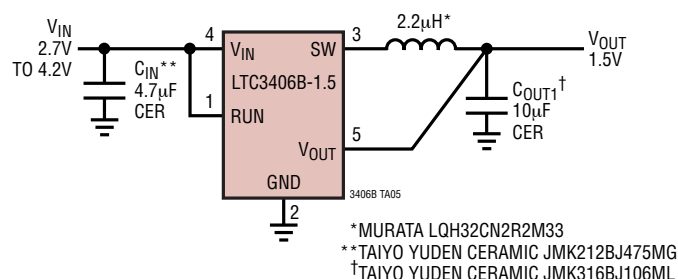 VIN
2.7V
TO 4.2V
CIN**
4.7µF
CER
4
1
VIN
LTC3406B-1.5
RUN
SW
VOUT
GND
3
5
2
2.2µH*
VOUT
1.5V
COUT1†
10µF
CER
3406B TA05
*MURATA LQH32CN2R2M33
**TAIYO YUDEN CERAMIC JMK212BJ475MG
†TAIYO YUDEN CERAMIC JMK316BJ106ML